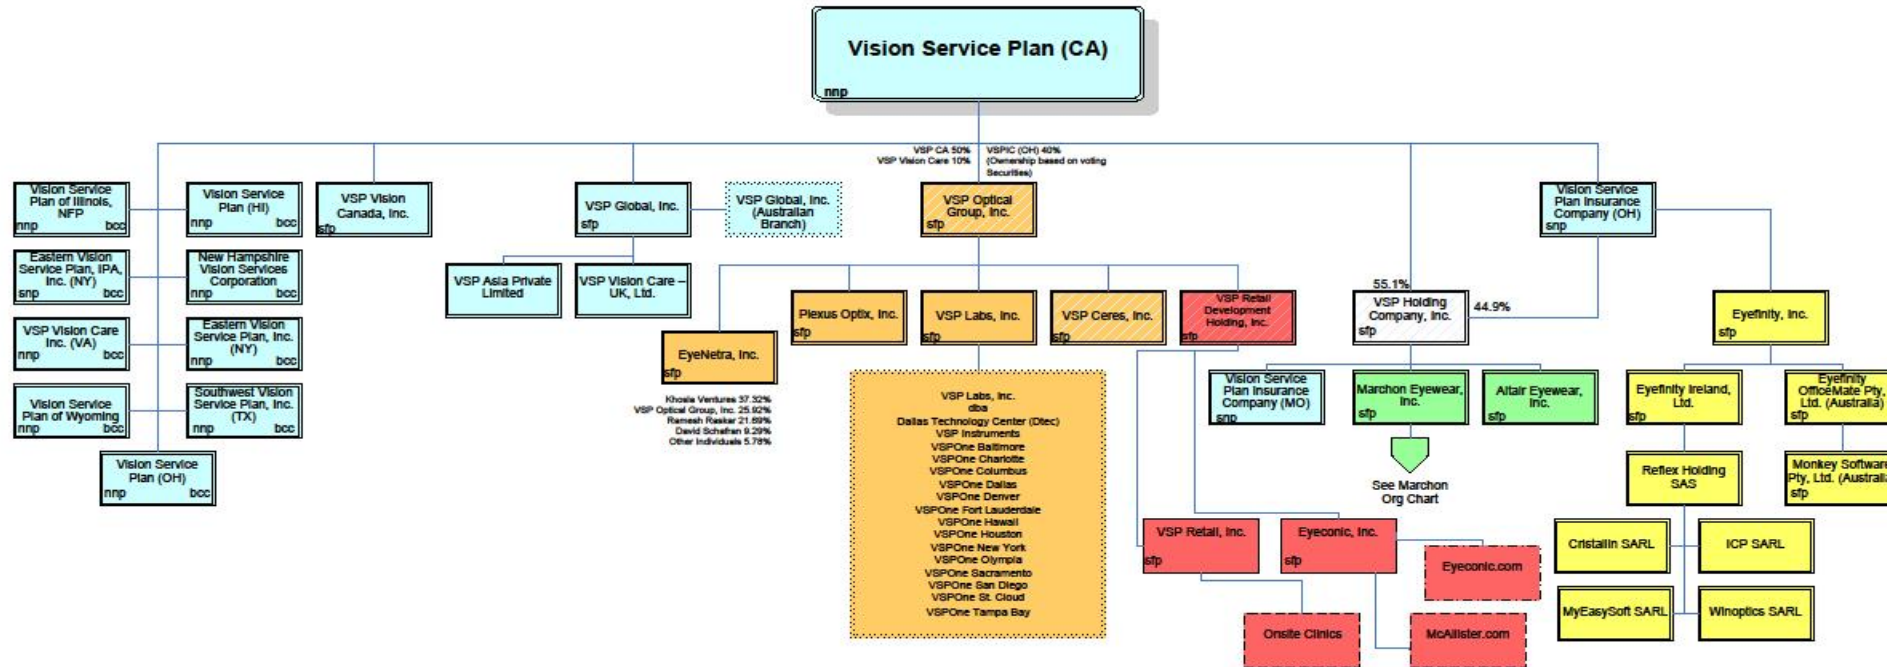 Vision Service Plan (CA)
nnp
VSP CA 50%
VSP Vision Care 10%
VSPIC (OH) 40%
(Ownership based on voting
Securities)
Vision Service
Plan of Illinois,
NFP
nnp bcc
Vision Service
Plan (HI)
nnp bcc
VSP Vision
Canada, Inc.
sfp
VSP Global, Inc.
sfp
VSP Global, Inc.
(Australian
Branch)
VSP Optical
Group, Inc.
sfp
Vision Service
Plan Insurance
Company (OH)
snp
Eastern Vision
Service Plan, IPA,
Inc. (NY)
snp bcc
New Hampshire
Vision Services
Corporation
nnp bcc
VSP Asia Private
Limited
VSP Vision Care –
UK, Ltd.
VSP Vision Care
Inc. (VA)
nnp bcc
Eastern Vision
Service Plan, Inc.
(NY)
nnp bcc
Plexus Optix, Inc.
sfp
VSP Labs, Inc.
sfp
VSP Ceres, Inc.
sfp
VSP Retail
Development
Holding, Inc.
sfp
55.1%
VSP Holding
Company, Inc.
sfp
44.9%
Eyefinity, Inc.
sfp
EyeNetra, Inc.
sfp
Khosla Ventures 37.32%
VSP Optical Group, Inc. 25.92%
Ramesh Raskar 21.69%
David Schafran 9.29%
Other Individuals 5.78%
Vision Service
Plan of Wyoming
nnp bcc
Southwest Vision
Service Plan, Inc.
(TX)
nnp bcc
Vision Service
Plan (OH)
nnp bcc
VSP Labs, Inc.
dba
Dallas Technology Center (Dtec)
VSP Instruments
VSPOne Baltimore
VSPOne Charlotte
VSPOne Columbus
VSPOne Dallas
VSPOne Denver
VSPOne Fort Lauderdale
VSPOne Hawaii
VSPOne Houston
VSPOne New York
VSPOne Olympia
VSPOne Sacramento
VSPOne San Diego
VSPOne St. Cloud
VSPOne Tampa Bay
Vision Service
Plan Insurance
Company (MO)
snp
Marchon Eyewear,
Inc.
sfp
Altair Eyewear,
Inc.
sfp
Eyefinity Ireland,
Ltd.
sfp
Eyefinity
OfficeMate Pty,
Ltd. (Australia)
sfp
See Marchon
Org Chart
Reflex Holding
SAS
Monkey Software
Pty, Ltd. (Australia
sfp
VSP Retail, Inc.
sfp
Eyeconic, Inc.
sfp
Eyeconic.com
Cristallin SARL
ICP SARL
Onsite Clinics
McAllister.com
MyEasySoft SARL
Winoptics SARL